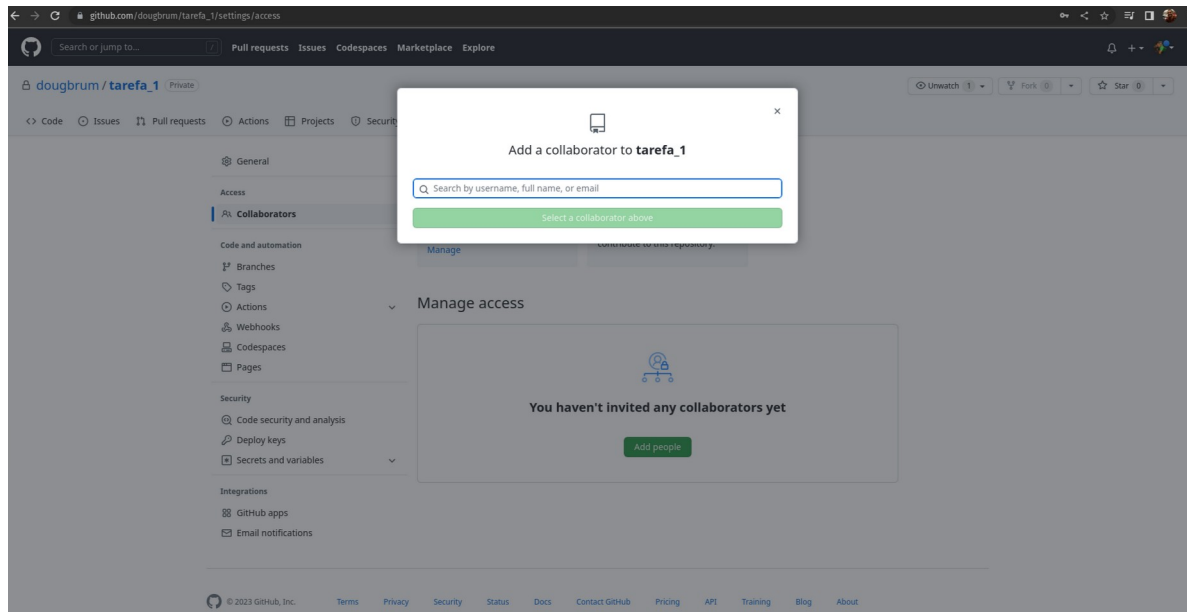 github.com/dougbrum/tarefa_1/settings/access
Search or jump to... /
Pull requests Issues Codespaces Marketplace Explore
dougbrum / tarefa_1 Private
Unwatch 1 Fork 0 Star 0
Code Issues Pull requests Actions Projects Security
Add a collaborator to tarefa_1
Search by username, full name, or email
Select a collaborator above
General
Access
Collaborators
Code and automation
Branches
Tags
Actions
Webhooks
Codespaces
Pages
Security
Code security and analysis
Deploy keys
Secrets and variables
Integrations
GitHub apps
Email notifications
Manage
contribute to this repository.
Manage access
You haven't invited any collaborators yet
Add people
© 2023 GitHub, Inc. Terms Privacy Security Status Docs Contact GitHub Pricing API Training Blog About